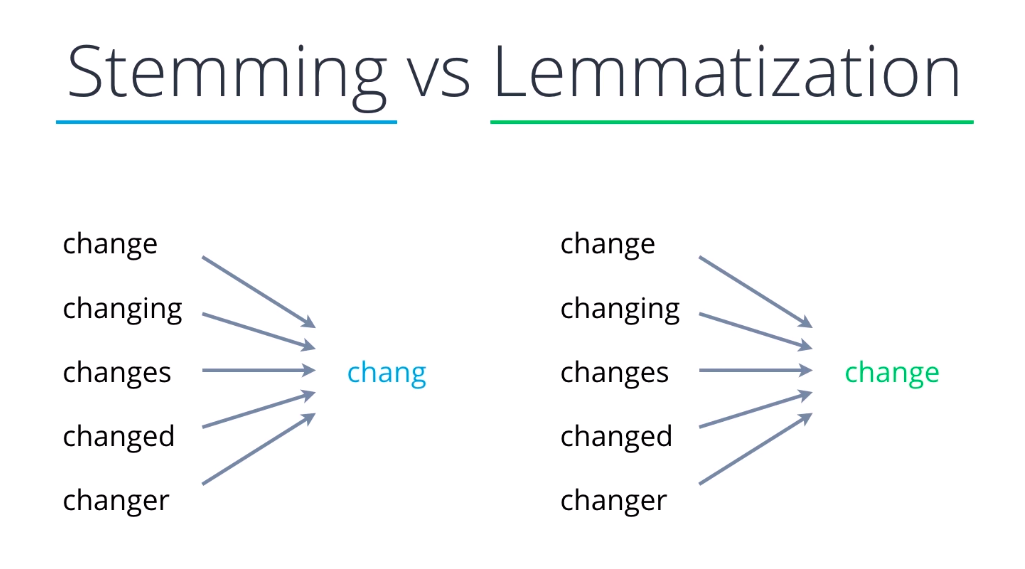 Stemming vs Lemmatization
change
changing
changes
changed
changer
chang
change
changing
changes
changed
changer
change